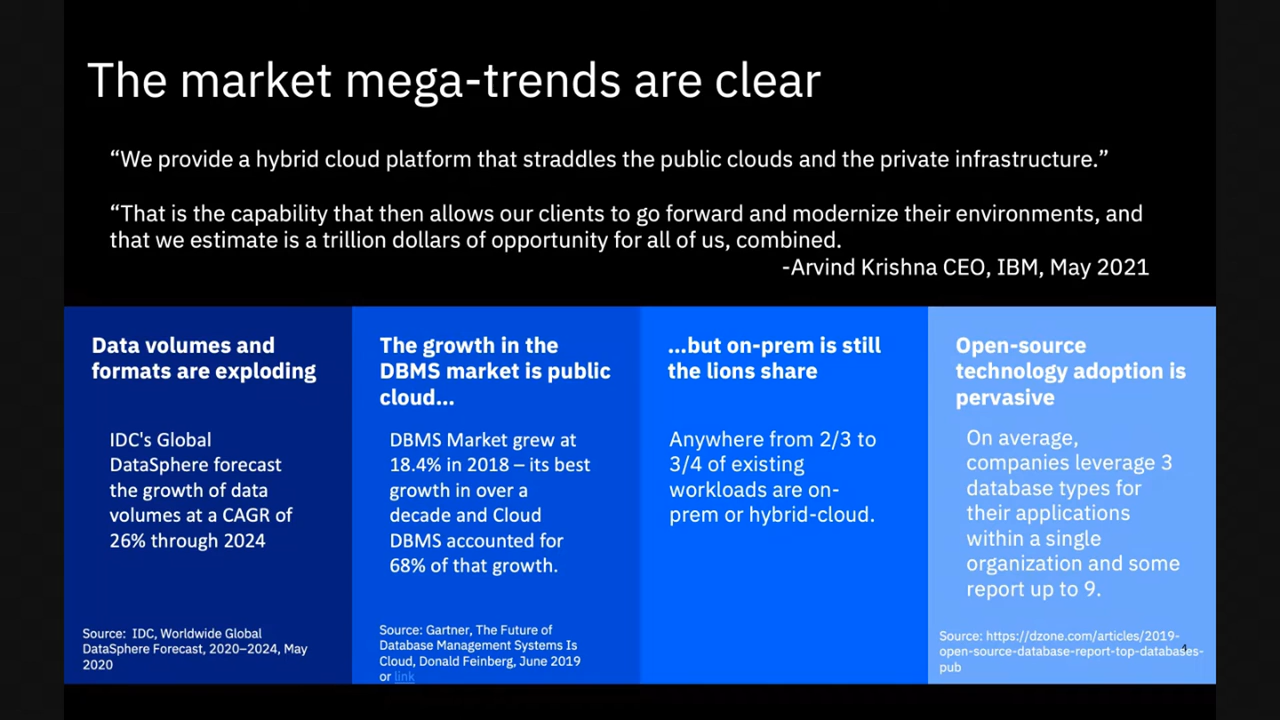 The market mega-trends are clear
“We provide a hybrid cloud platform that straddles the public clouds and the private infrastructure.”
“That is the capability that then allows our clients to go forward and modernize their environments, and
that we estimate is a trillion dollars of opportunity for all of us, combined.
-Arvind Krishna CEO, IBM, May 2021
Data volumes and
formats are exploding
IDC's Global
DataSphere forecast
the growth of data
volumes at a CAGR of
26% through 2024
Source:  IDC, Worldwide Global
DataSphere Forecast, 2020–2024, May
2020
The growth in the
DBMS market is public
cloud...
DBMS Market grew at
18.4% in 2018 – its best
growth in over a
decade and Cloud
DBMS accounted for
68% of that growth.
Source: Gartner, The Future of
Database Management Systems Is
Cloud, Donald Feinberg, June 2019
or link
...but on-prem is still
the lions share
Anywhere from 2/3 to
3/4 of existing
workloads are on-
prem or hybrid-cloud.
Open-source
technology adoption is
pervasive
On average,
companies leverage 3
database types for
their applications
within a single
organization and some
report up to 9.
Source: https://dzone.com/articles/2019-
open-source-database-report-top-databases-
pub
4